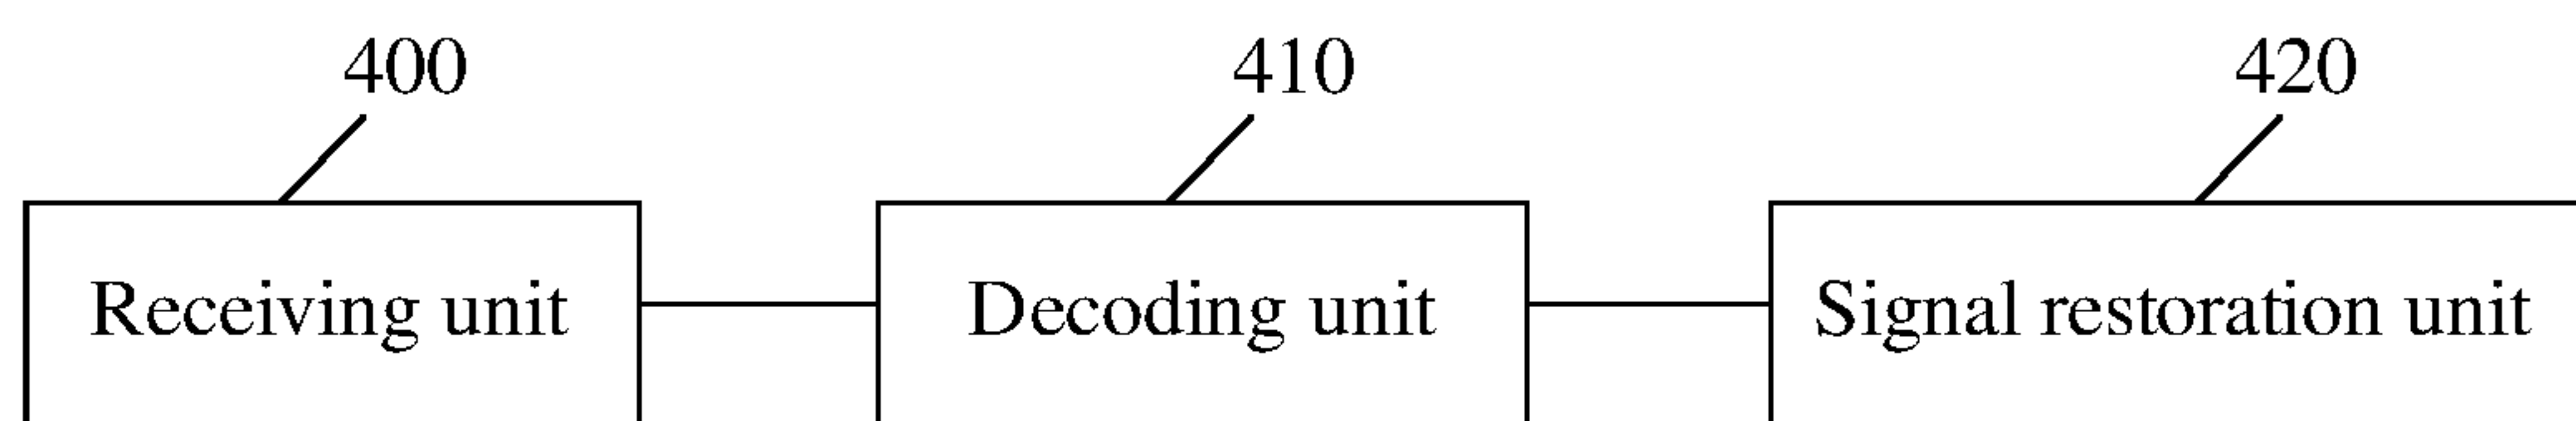 400
410
420
Receiving unit
Decoding unit
Signal restoration unit